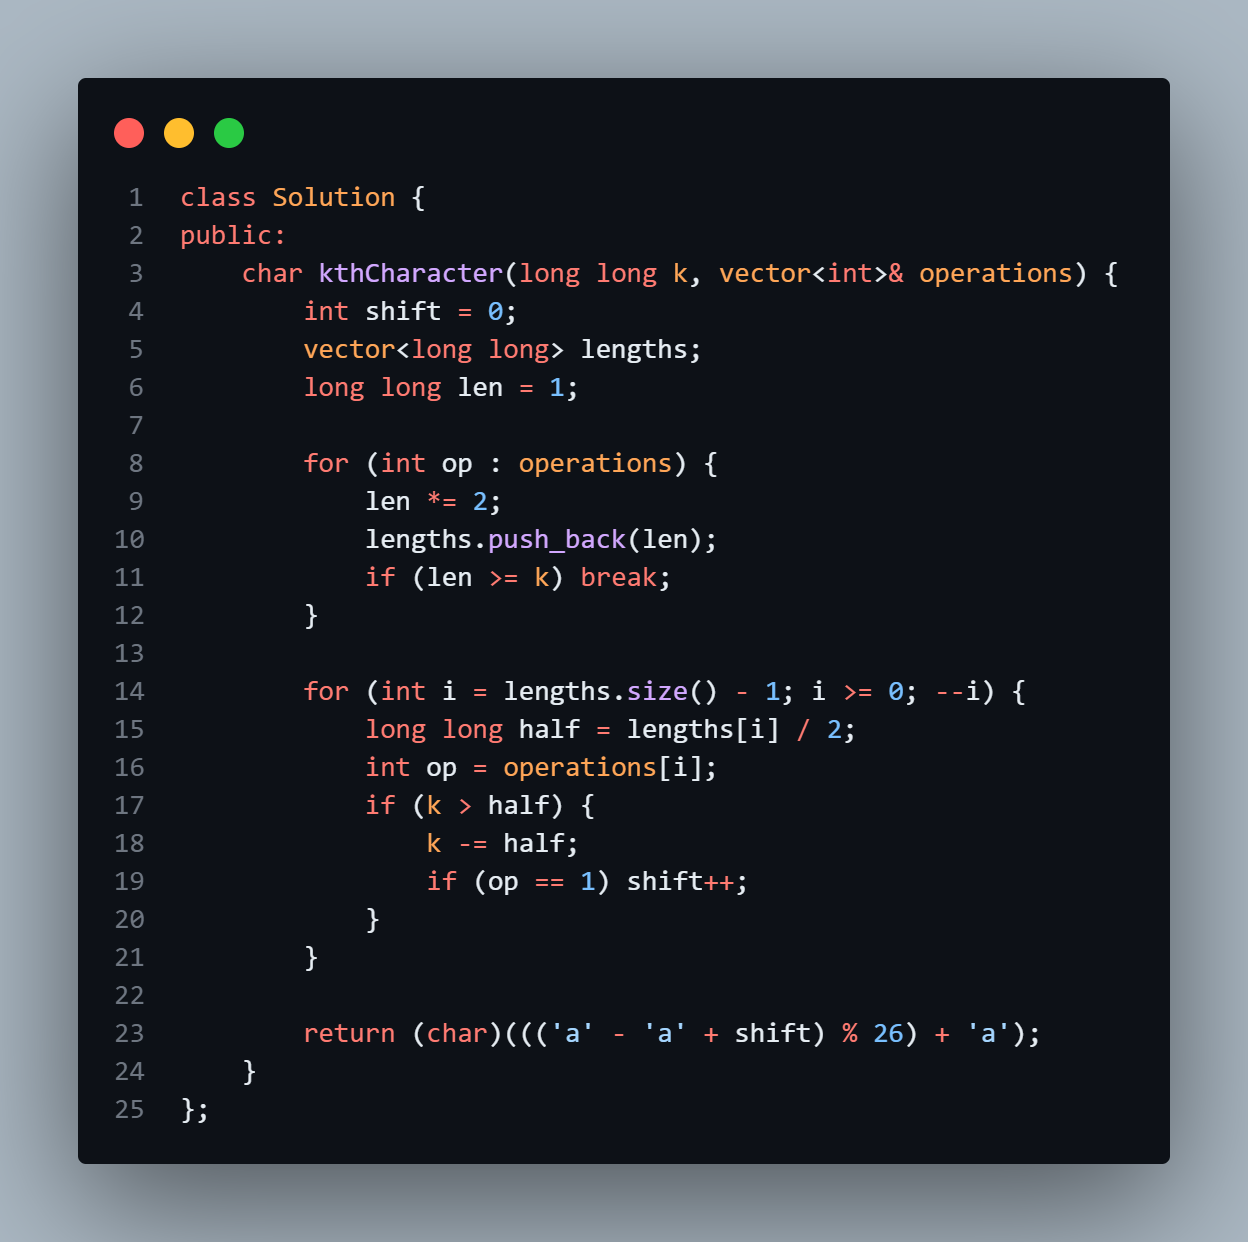 1 class Solution {
2 public:
3     char kthCharacter(long long k, vector<int>& operations) {
4         int shift = 0;
5         vector<long long> lengths;
6         long long len = 1;
7
8         for (int op : operations) {
9             len *= 2;
10             lengths.push_back(len);
11             if (len >= k) break;
12         }
13
14         for (int i = lengths.size() - 1; i >= 0; --i) {
15             long long half = lengths[i] / 2;
16             int op = operations[i];
17             if (k > half) {
18                 k -= half;
19                 if (op == 1) shift++;
20             }
21         }
22
23         return (char)((('a' - 'a' + shift) % 26) + 'a');
24     }
25 };